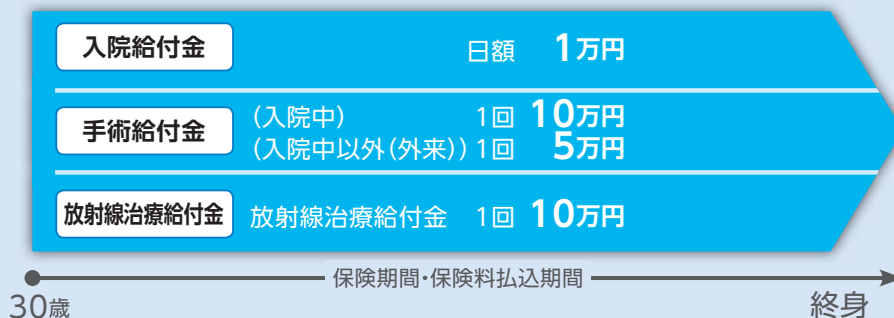 入院給付金 日額 1万円
手術給付金 (入院中) 1回 10万円
(入院中以外(外来)) 1回 5万円
放射線治療給付金 放射線治療給付金 1回 10万円
保険期間・保険料払込期間
30歳 終身